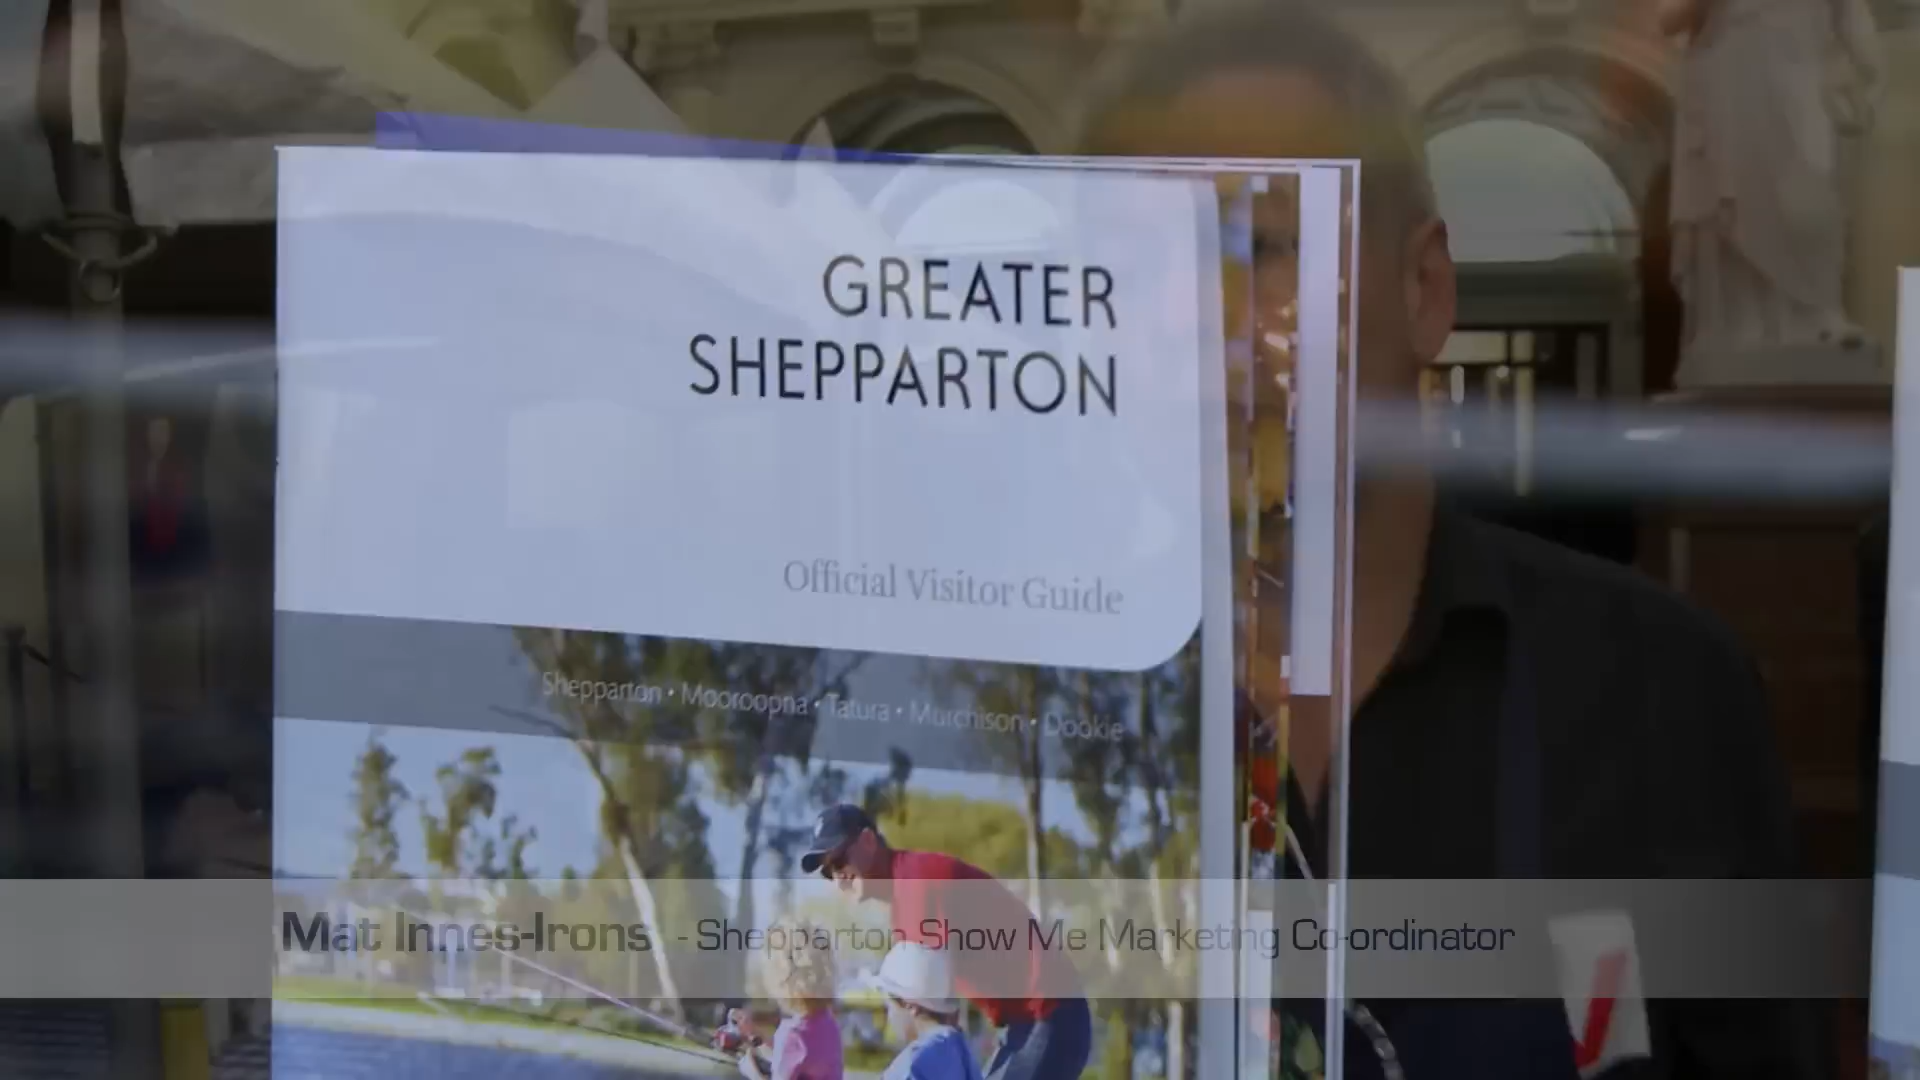 GREATER
SHEPPARTON
Official Visitor Guide
Shepparton • Mooroopna • Tatura • Murchison • Dookie
Mat Innes-Irons - Shepparton Show Me Marketing Co-ordinator